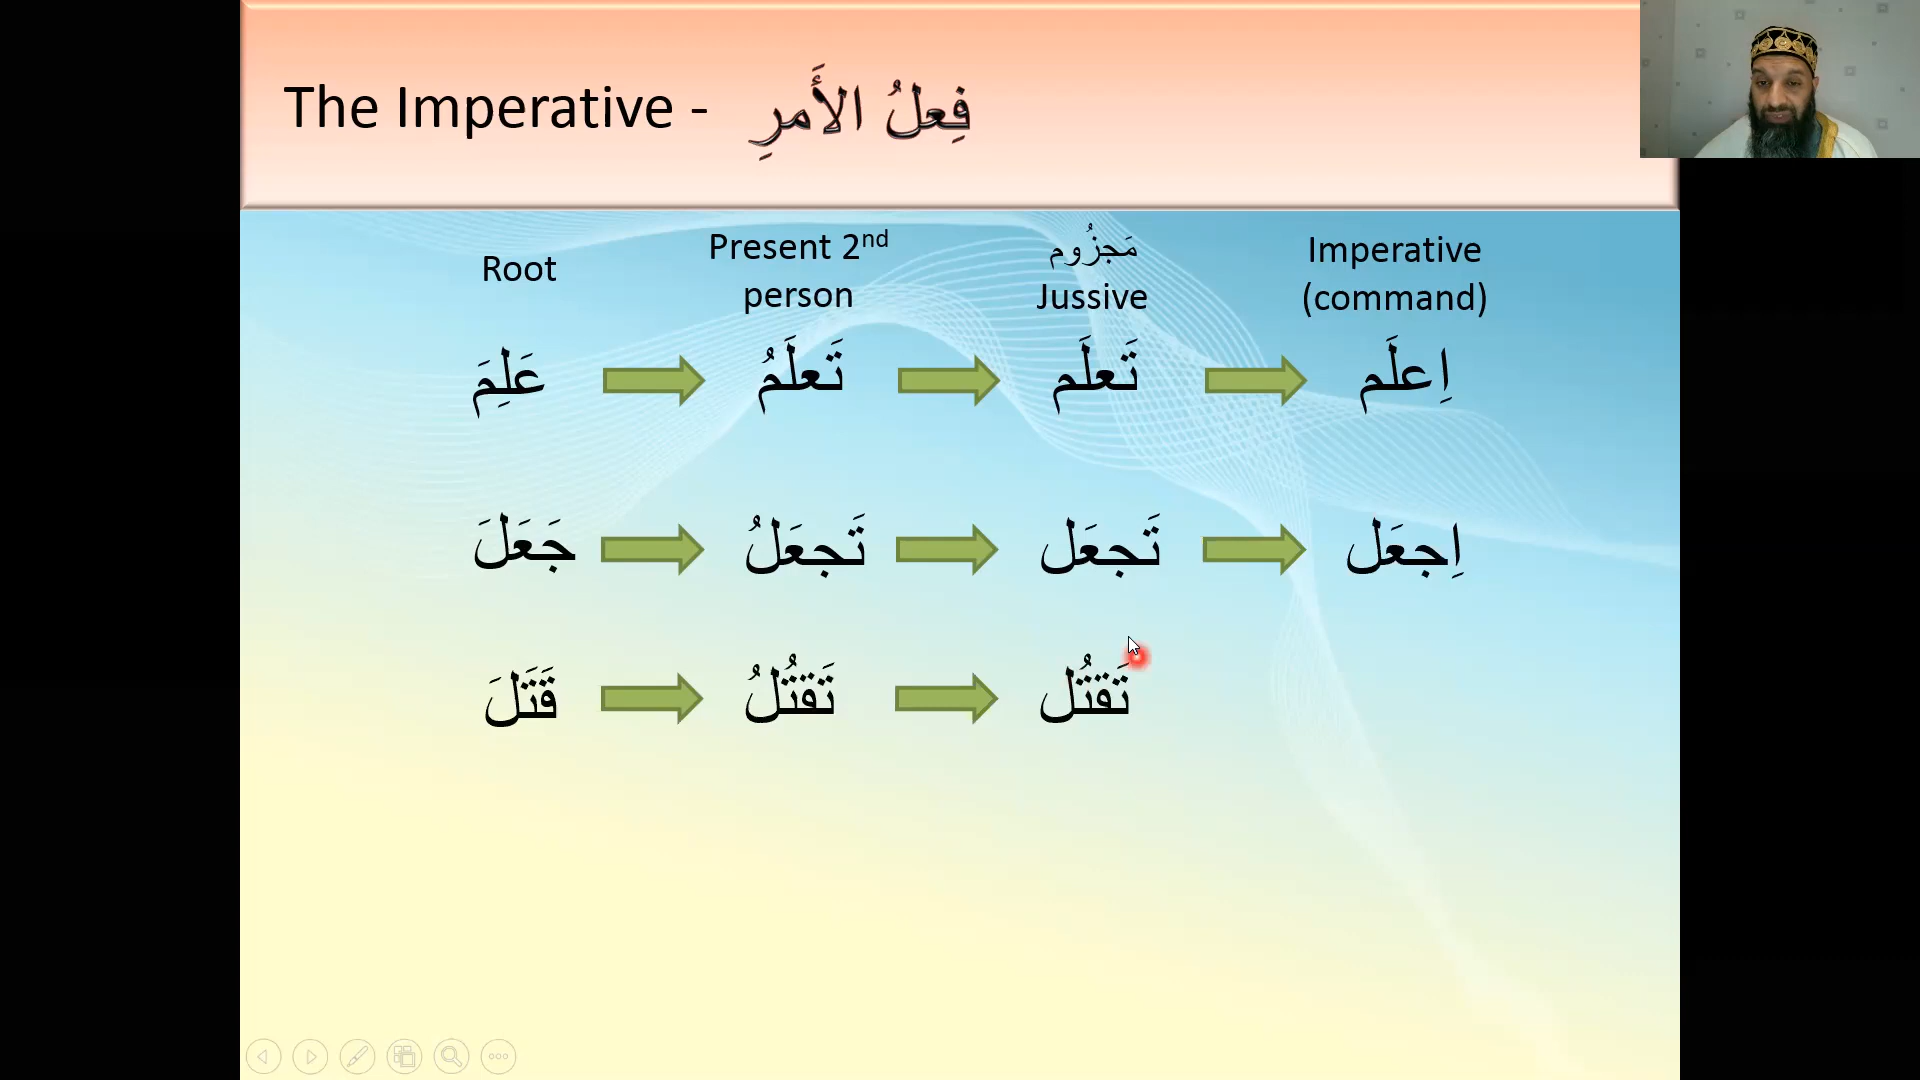 The Imperative - فِعلُ الأَمرِ
Root
Present 2nd person
مَجزُوم
Jussive
Imperative
(command)
عَلِمَ تَعلَمُ تَعلَم اِعلَم
جَعَلَ تَجعَلُ تَجعَل اِجعَل
قَتَلَ تَقتُلُ تَقتُل